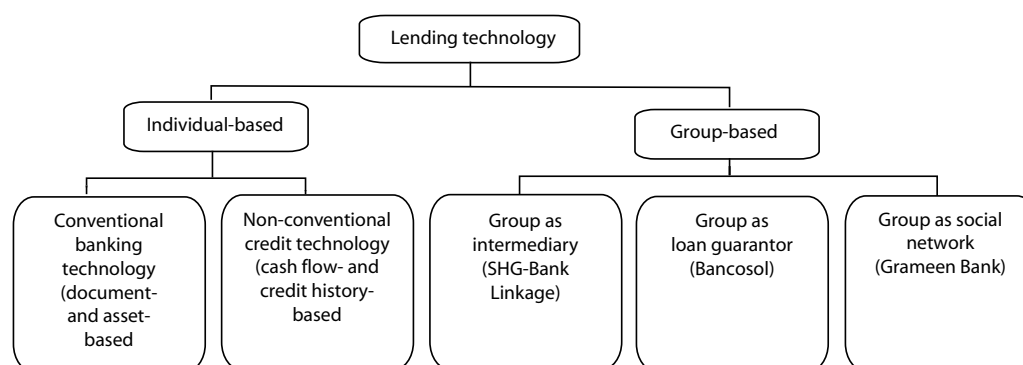 Lending technology
Individual-based
Group-based
Conventional
banking
technology
(document-
and asset-
based
Non-conventional
credit technology
(cash flow- and
credit history-
based
Group as
intermediary
(SHG-Bank
Linkage)
Group as
loan guarantor
(Bancosol)
Group as social
network
(Grameen Bank)